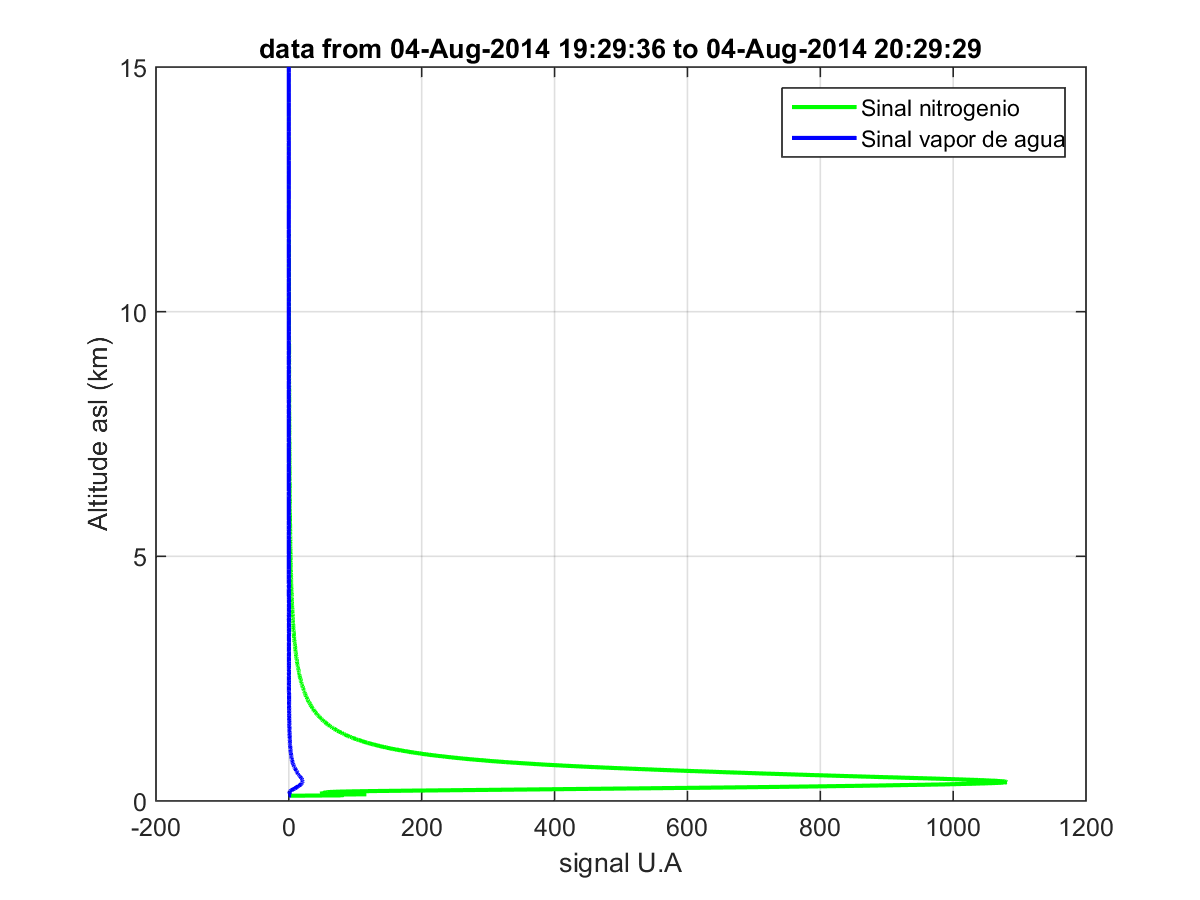 data from 04-Aug-2014 19:29:36 to 04-Aug-2014 20:29:29
15
Sinal nitrogenio
Sinal vapor de agua
10
Altitude asl (km)
5
0
-200 0 200 400 600 800 1000 1200
signal U.A